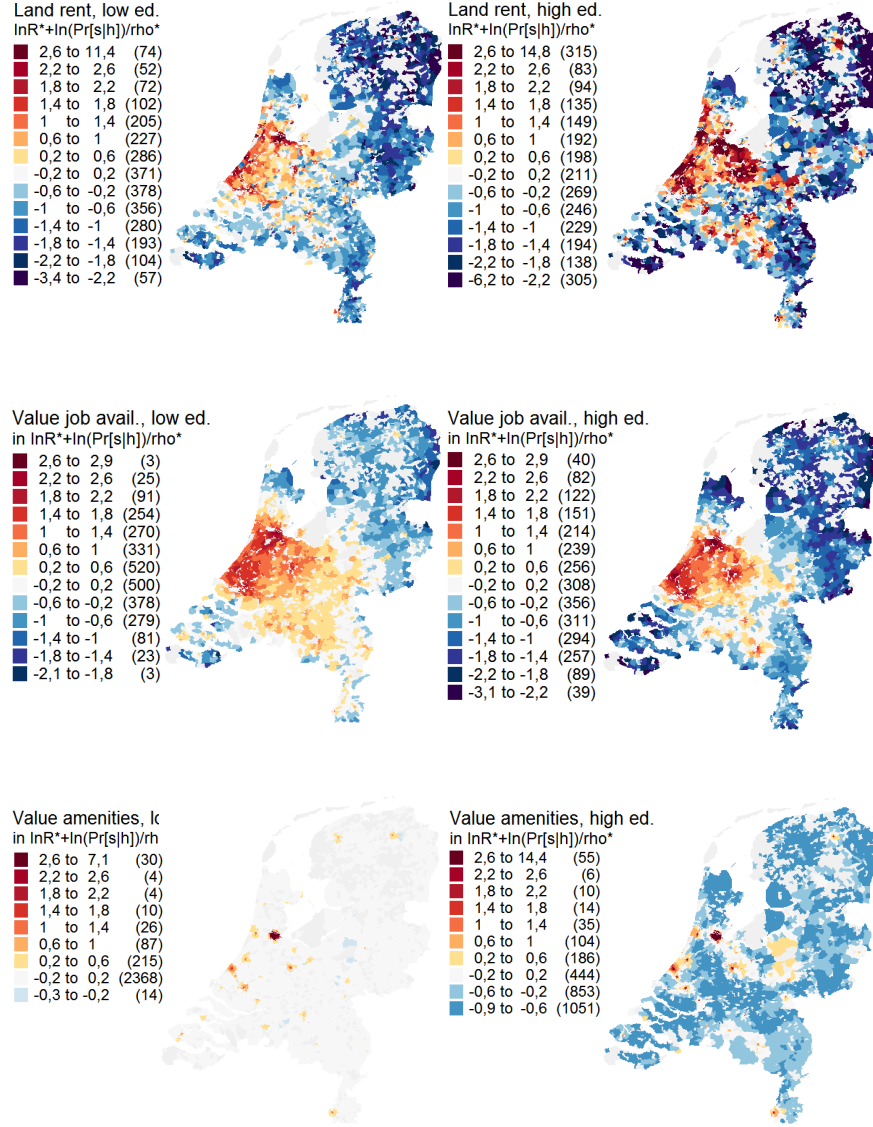 Land rent, low ed.
lnR*+ln(Pr[s|h])/rho*
2,6 to 11,4 (74)
2,2 to 2,6 (52)
1,8 to 2,2 (72)
1,4 to 1,8 (102)
1 to 1,4 (205)
0,6 to 1 (227)
0,2 to 0,6 (286)
-0,2 to 0,2 (371)
-0,6 to -0,2 (378)
-1 to -0,6 (356)
-1,4 to -1 (280)
-1,8 to -1,4 (193)
-2,2 to -1,8 (104)
-3,4 to -2,2 (57)
Land rent, high ed.
lnR*+ln(Pr[s|h])/rho*
2,6 to 14,8 (315)
2,2 to 2,6 (83)
1,8 to 2,2 (94)
1,4 to 1,8 (135)
1 to 1,4 (149)
0,6 to 1 (192)
0,2 to 0,6 (198)
-0,2 to 0,2 (211)
-0,6 to -0,2 (269)
-1 to -0,6 (246)
-1,4 to -1 (229)
-1,8 to -1,4 (194)
-2,2 to -1,8 (138)
-6,2 to -2,2 (305)
Value job avail., low ed.
in lnR*+ln(Pr[s|h])/rho*
2,6 to 2,9 (3)
2,2 to 2,6 (25)
1,8 to 2,2 (91)
1,4 to 1,8 (254)
1 to 1,4 (270)
0,6 to 1 (331)
0,2 to 0,6 (520)
-0,2 to 0,2 (500)
-0,6 to -0,2 (378)
-1 to -0,6 (279)
-1,4 to -1 (81)
-1,8 to -1,4 (23)
-2,1 to -1,8 (3)
Value job avail., high ed.
in lnR*+ln(Pr[s|h])/rho*
2,6 to 2,9 (40)
2,2 to 2,6 (82)
1,8 to 2,2 (122)
1,4 to 1,8 (151)
1 to 1,4 (214)
0,6 to 1 (239)
0,2 to 0,6 (256)
-0,2 to 0,2 (308)
-0,6 to -0,2 (356)
-1 to -0,6 (311)
-1,4 to -1 (294)
-1,8 to -1,4 (257)
-2,2 to -1,8 (89)
-3,1 to -2,2 (39)
Value amenities, lo
in lnR*+ln(Pr[s|h])/rh
2,6 to 7,1 (30)
2,2 to 2,6 (4)
1,8 to 2,2 (4)
1,4 to 1,8 (10)
1 to 1,4 (26)
0,6 to 1 (87)
0,2 to 0,6 (215)
-0,2 to 0,2 (2368)
-0,3 to -0,2 (14)
Value amenities, high ed.
in lnR*+ln(Pr[s|h])/rho*
2,6 to 14,4 (55)
2,2 to 2,6 (6)
1,8 to 2,2 (10)
1,4 to 1,8 (14)
1 to 1,4 (35)
0,6 to 1 (104)
0,2 to 0,6 (186)
-0,2 to 0,2 (444)
-0,6 to -0,2 (853)
-0,9 to -0,6 (1051)